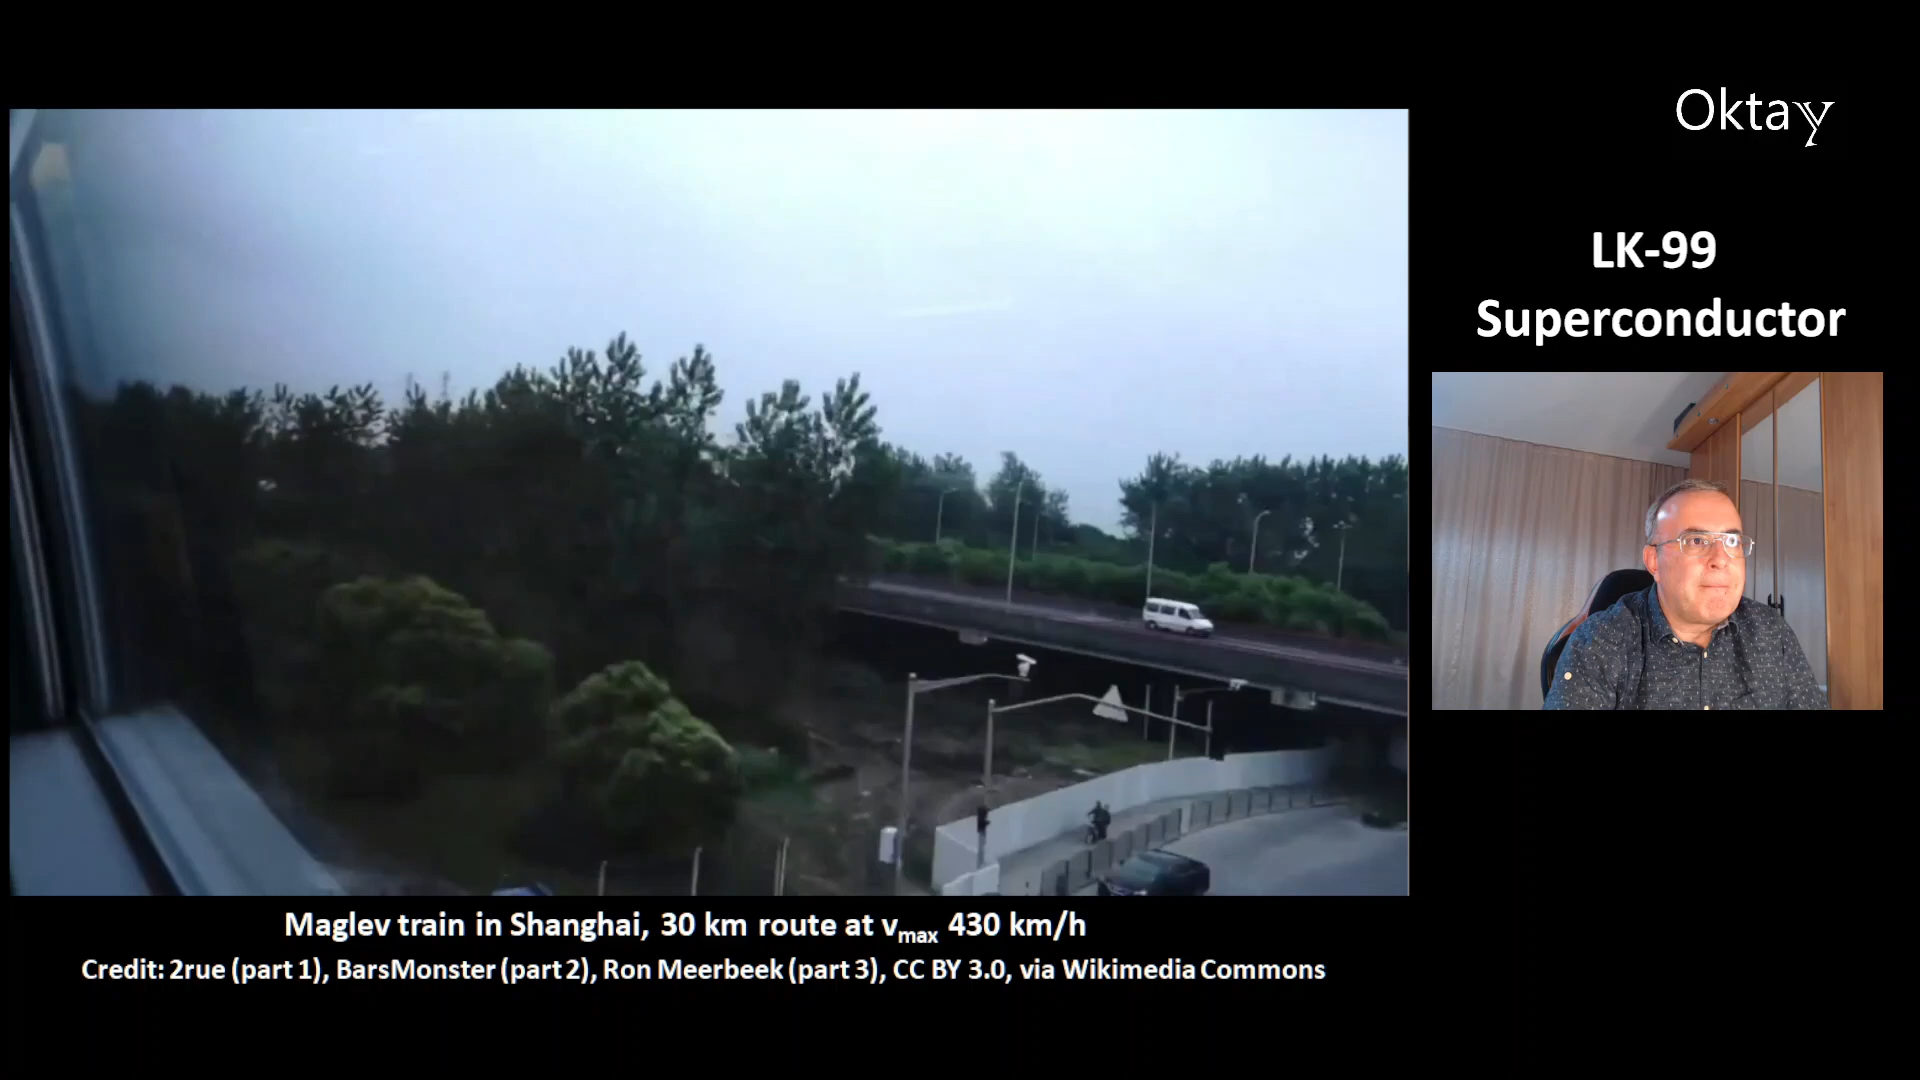 Oktay
LK-99
Superconductor
Maglev train in Shanghai, 30 km route at vmax 430 km/h
Credit: 2rue (part 1), BarsMonster (part 2), Ron Meerbeek (part 3), CC BY 3.0, via Wikimedia Commons